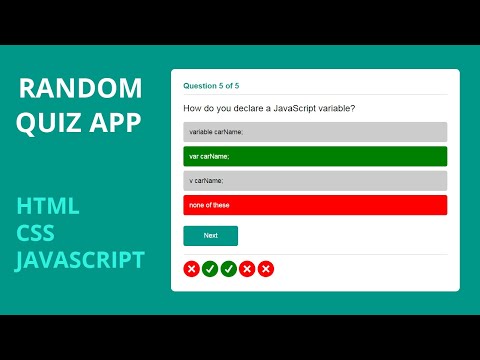 RANDOM
QUIZ APP
HTML
CSS
JAVASCRIPT
Question 5 of 5
How do you declare a JavaScript variable?
variable carName;
var carName;
v carName;
none of these
Next